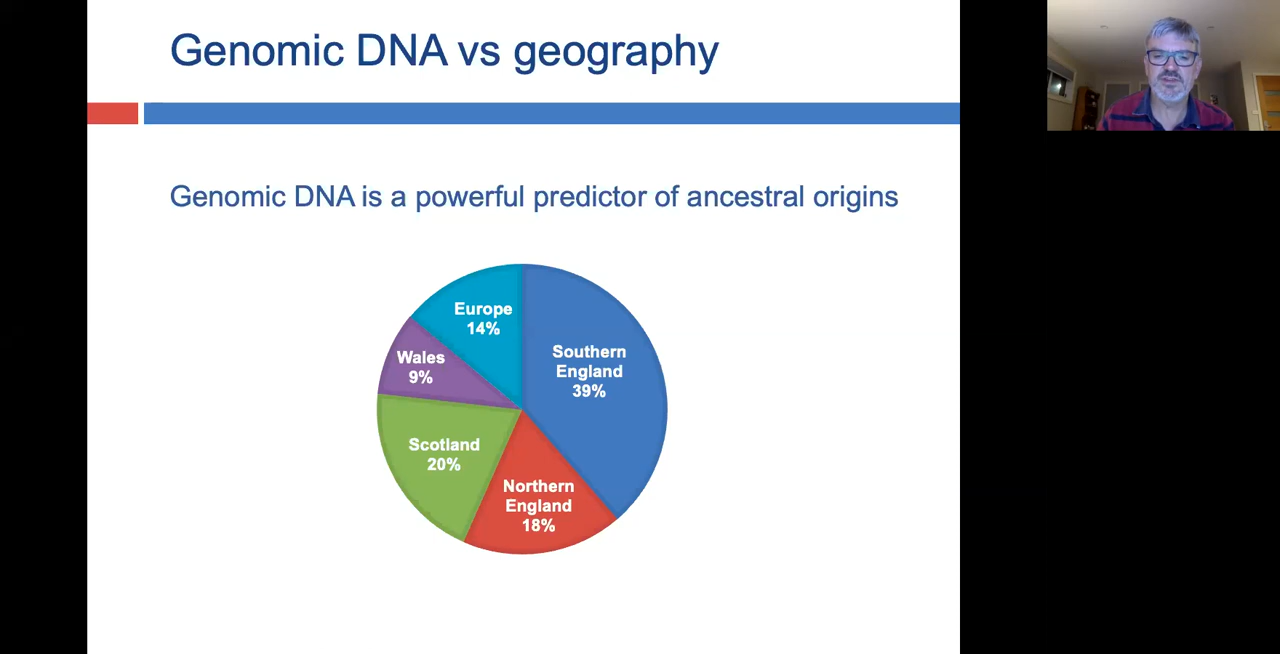 Genomic DNA vs geography
Genomic DNA is a powerful predictor of ancestral origins
Europe
14%
Southern
England
39%
Wales
9%
Scotland
20%
Northern
England
18%